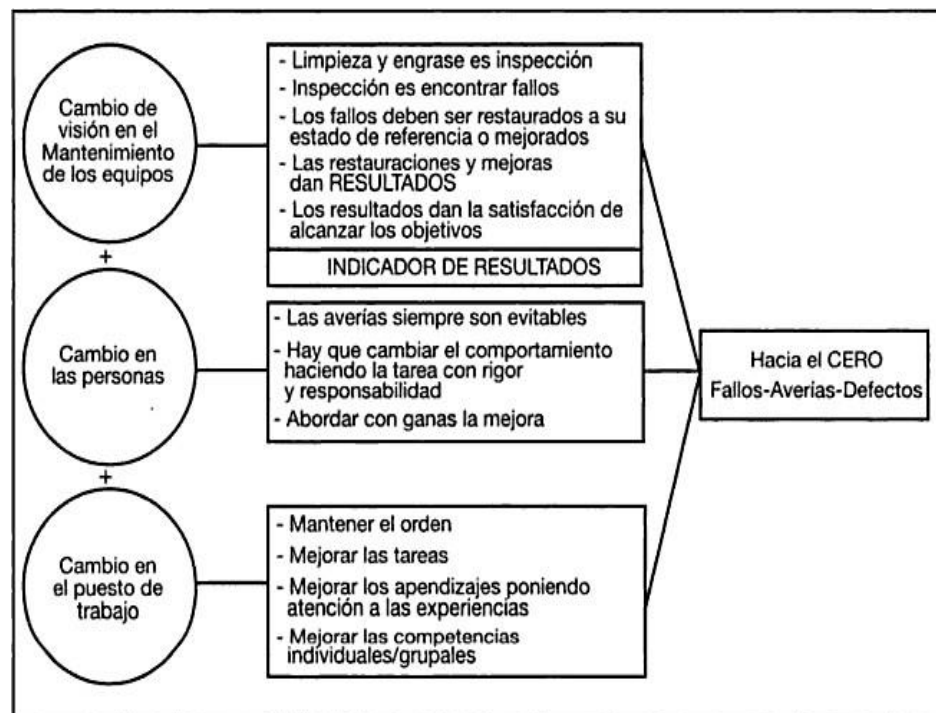 Cambio de
visión en el
Mantenimiento
de los equipos
- Limpieza y engrase es inspección
- Inspección es encontrar fallos
- Los fallos deben ser restaurados a su
estado de referencia o mejorados
- Las restauraciones y mejoras
dan RESULTADOS
- Los resultados dan la satisfacción de
alcanzar los objetivos
INDICADOR DE RESULTADOS
+
Cambio en
las personas
- Las averías siempre son evitables
- Hay que cambiar el comportamiento
haciendo la tarea con rigor
y responsabilidad
- Abordar con ganas la mejora
+
Cambio en
el puesto de
trabajo
- Mantener el orden
- Mejorar las tareas
- Mejorar los apendizajes poniendo
atención a las experiencias
- Mejorar las competencias
individuales/grupales
Hacia el CERO
Fallos-Averías-Defectos